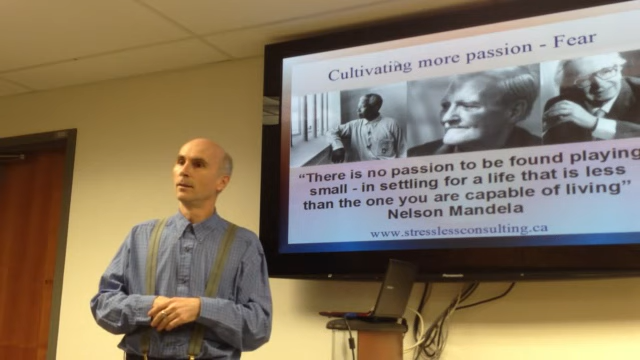 Cultivating more passion - Fear
"There is no passion to be found playing
small - in settling for a life that is less
than the one you are capable of living"
Nelson Mandela
www.stresslessconsulting.ca
Panasonic